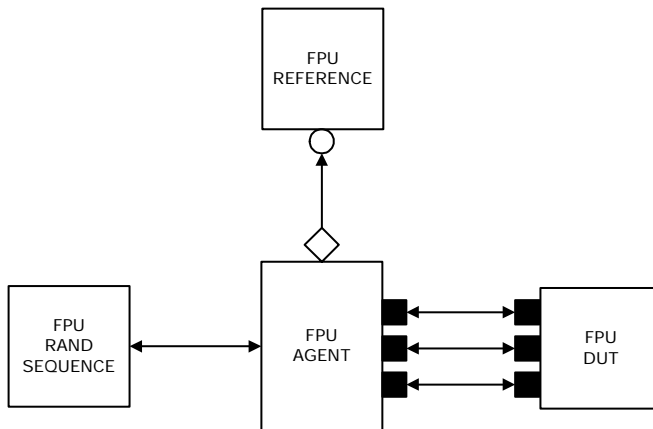 FPU
REFERENCE
FPU
RAND
SEQUENCE
FPU
AGENT
FPU
DUT